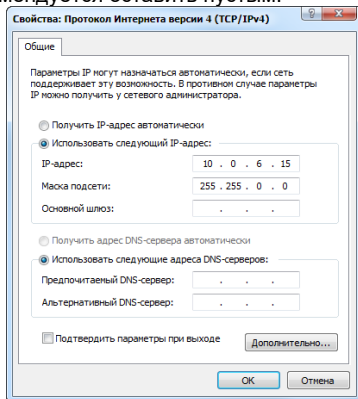 оставить пустым.
Свойства: Протокол Интернета версии 4 (TCP/IPv4)
Общие
Параметры IP могут назначаться автоматически, если сеть
поддерживает эту возможность. В противном случае параметры
IP можно получить у сетевого администратора.
Получить IP-адрес автоматически
Использовать следующий IP-адрес:
IP-адрес: 10 . 0 . 6 . 15
Маска подсети: 255 . 255 . 0 . 0
Основной шлюз: . . .
Получить адрес DNS-сервера автоматически
Использовать следующие адреса DNS-серверов:
Предпочитаемый DNS-сервер: . . .
Альтернативный DNS-сервер: . . .
Подтвердить параметры при выходе
Дополнительно...
OK Отмена